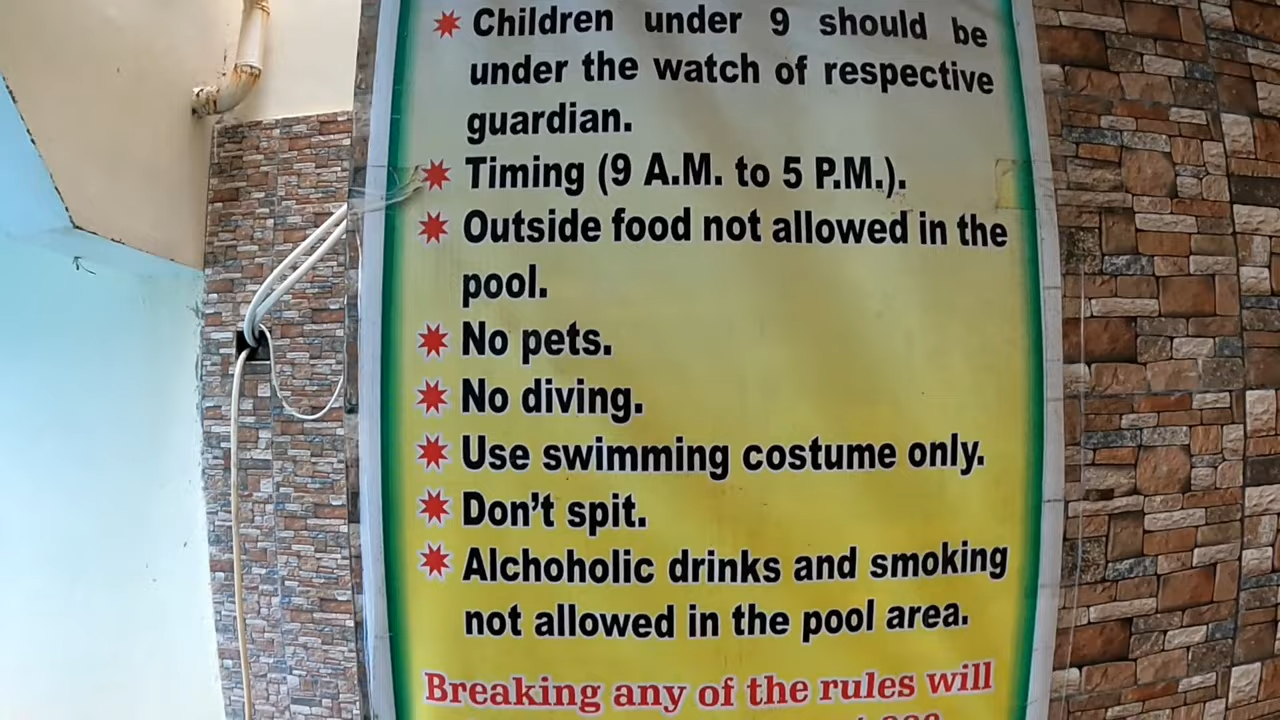 Children under 9 should be
under the watch of respective
guardian.
Timing (9 A.M. to 5 P.M.).
Outside food not allowed in the
pool.
No pets.
No diving.
Use swimming costume only.
Don't spit.
Alchoholic drinks and smoking
not allowed in the pool area.
Breaking any of the rules will